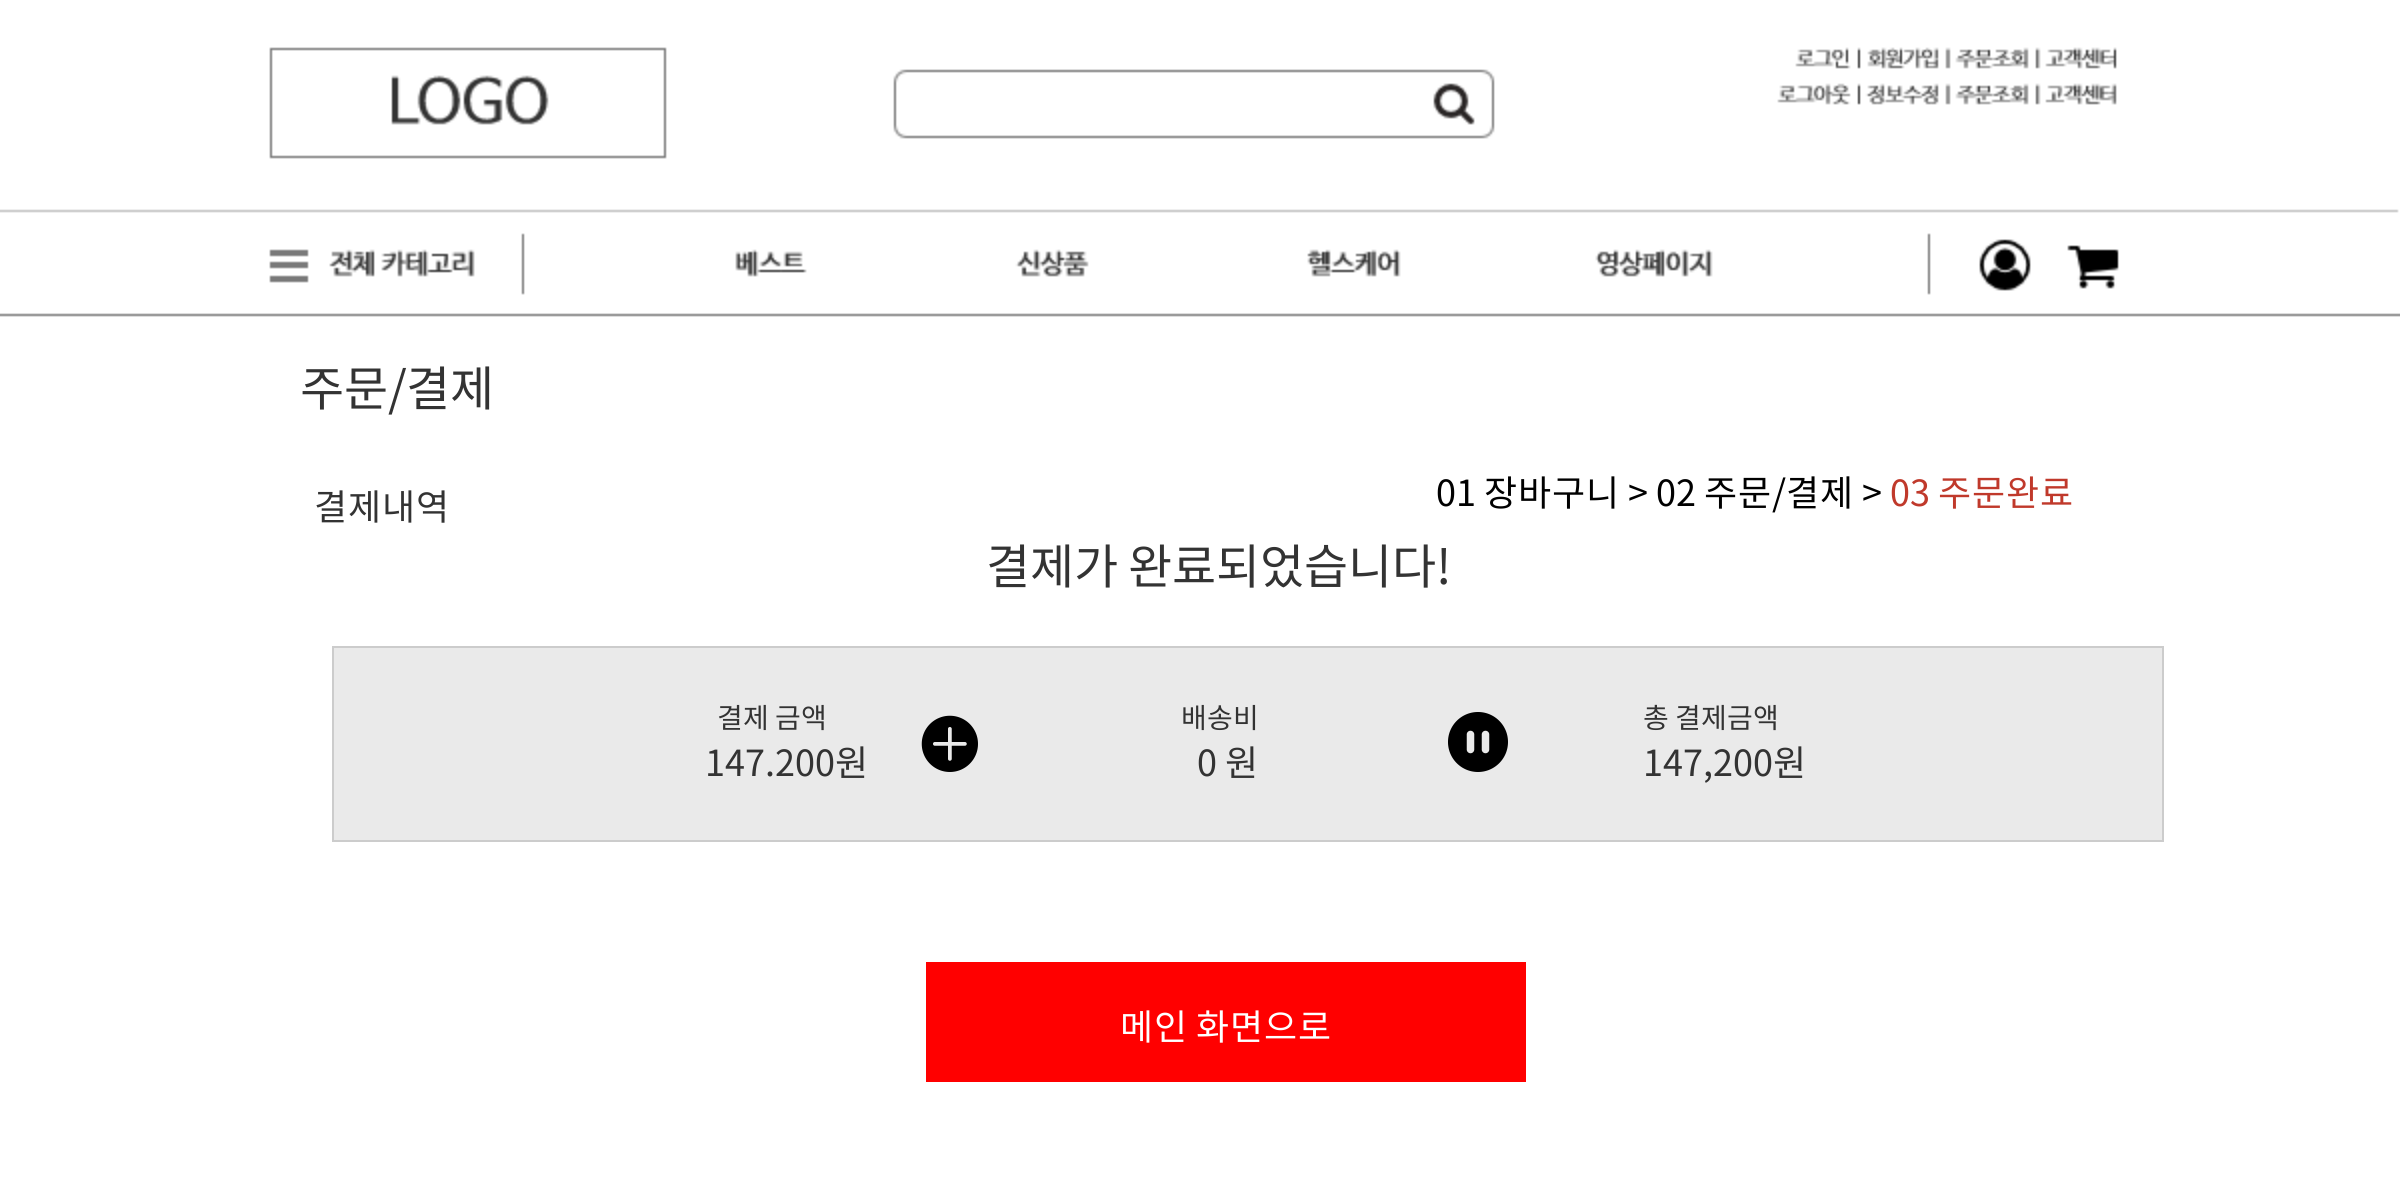 LOGO
로그인 | 회원가입 | 주문조회 | 고객센터
로그아웃 | 정보수정 | 주문조회 | 고객센터
전체 카테고리
베스트
신상품
헬스케어
영상페이지
주문/결제
01 장바구니 > 02 주문/결제 > 03 주문완료
결제내역
결제가 완료되었습니다!
결제 금액
147.200원
배송비
0 원
총 결제금액
147,200원
메인 화면으로